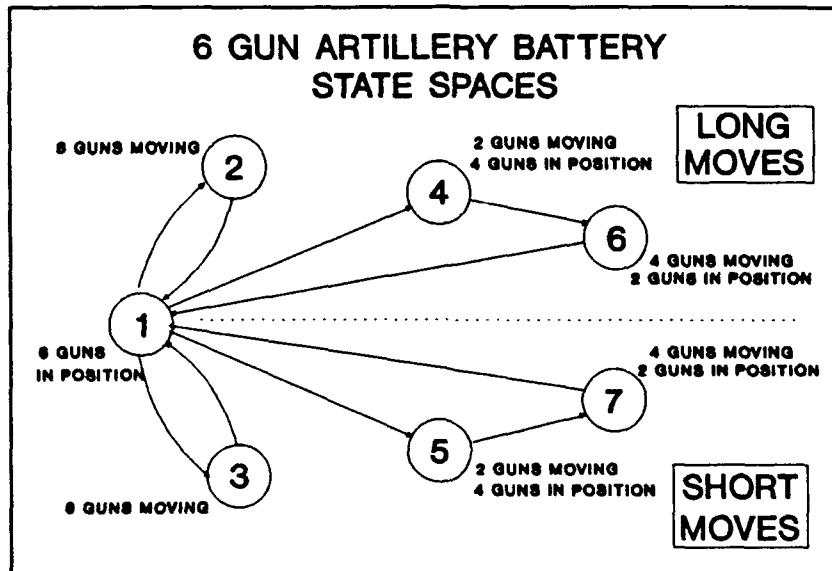 6 GUN ARTILLERY BATTERY
STATE SPACES
LONG
MOVES
6 GUNS MOVING
2
2 GUNS MOVING
4 GUNS IN POSITION
4
6
4 GUNS MOVING
2 GUNS IN POSITION
1
6 GUNS
IN POSITION
4 GUNS MOVING
2 GUNS IN POSITION
7
5
3
2 GUNS MOVING
4 GUNS IN POSITION
6 GUNS MOVING
SHORT
MOVES